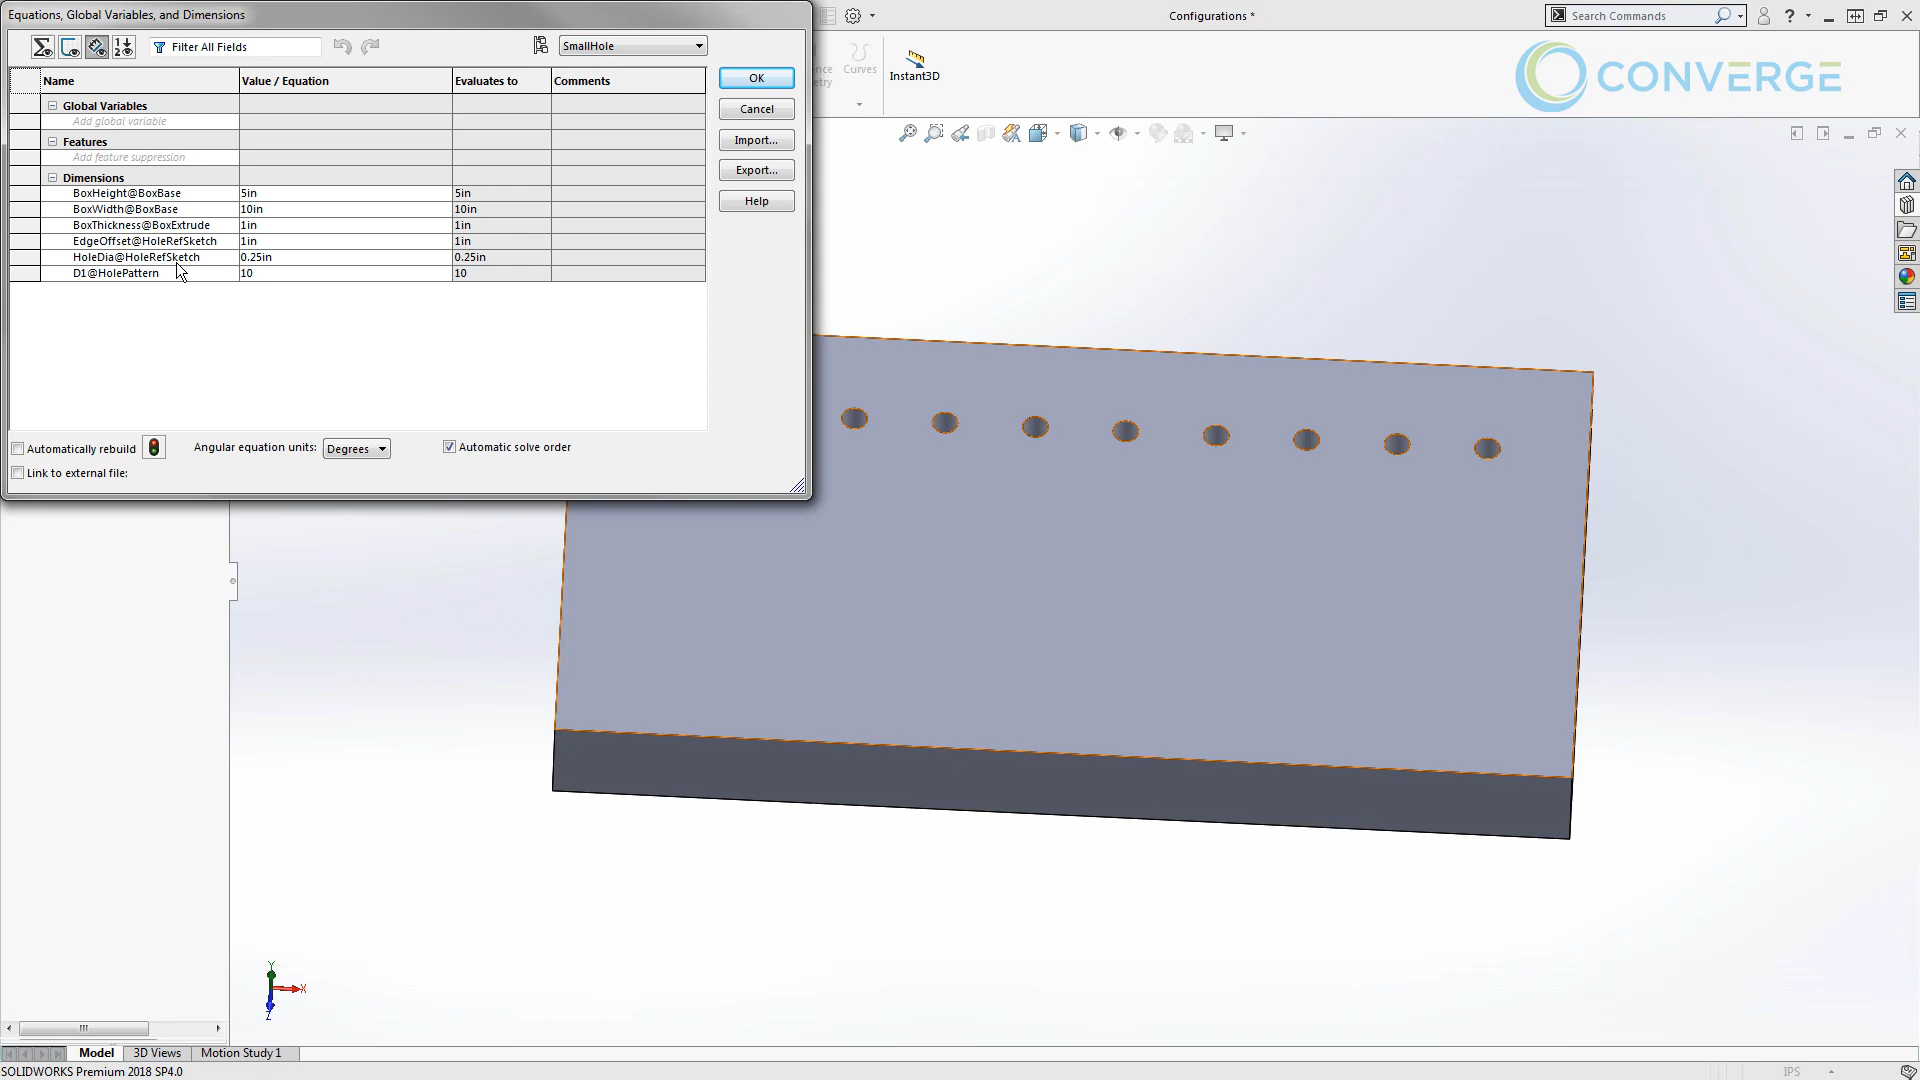 Equations, Global Variables, and Dimensions
Configurations *
Search Commands
?
Filter All Fields
SmallHole
Curves
Instant3D
CONVERGE
Name Value / Equation Evaluates to Comments
OK
Global Variables
Add global variable
Cancel
Features
Add feature suppression
Import...
Dimensions
Export...
BoxHeight@BoxBase 5in 5in
BoxWidth@BoxBase 10in 10in
Help
BoxThickness@BoxExtrude 1in 1in
EdgeOffset@HoleRefSketch 1in 1in
HoleDia@HoleRefSketch 0.25in 0.25in
D1@HolePattern 10 10
Automatically rebuild
Angular equation units: Degrees
Automatic solve order
Link to external file:
Y
X
Z
Model 3D Views Motion Study 1
SOLIDWORKS Premium 2018 SP4.0
IPS